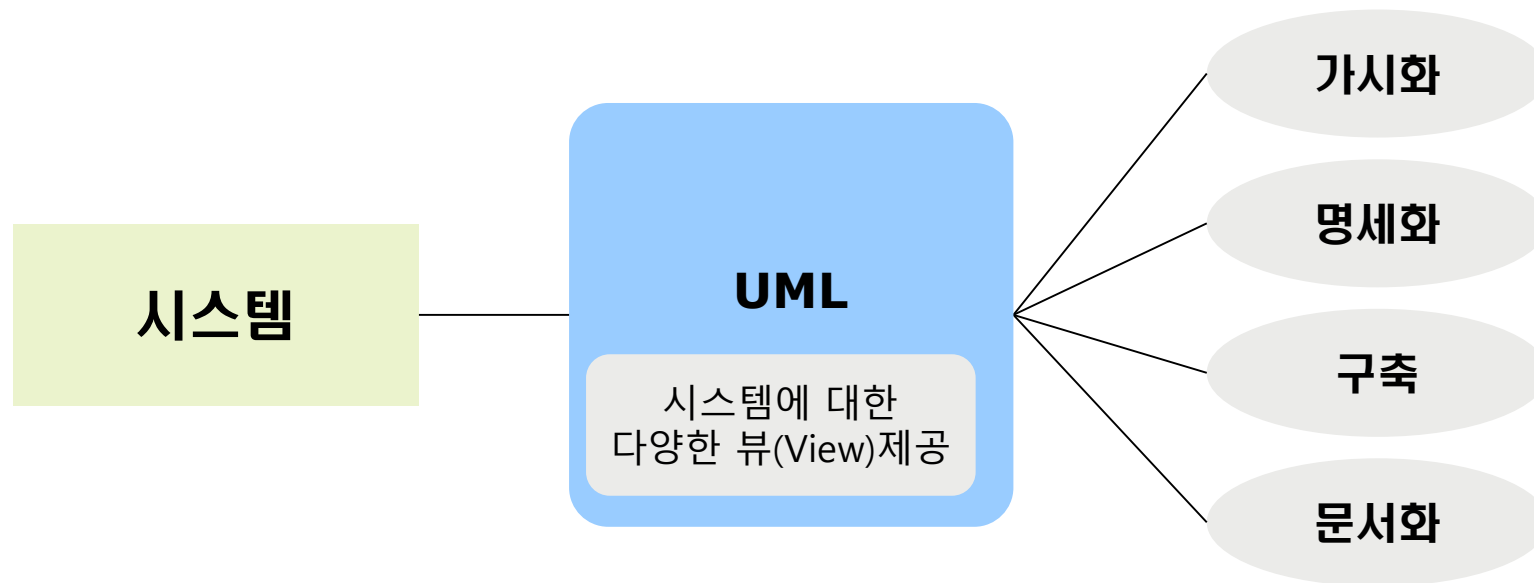 시스템
UML
시스템에 대한
다양한 뷰(View)제공
가시화
명세화
구축
문서화